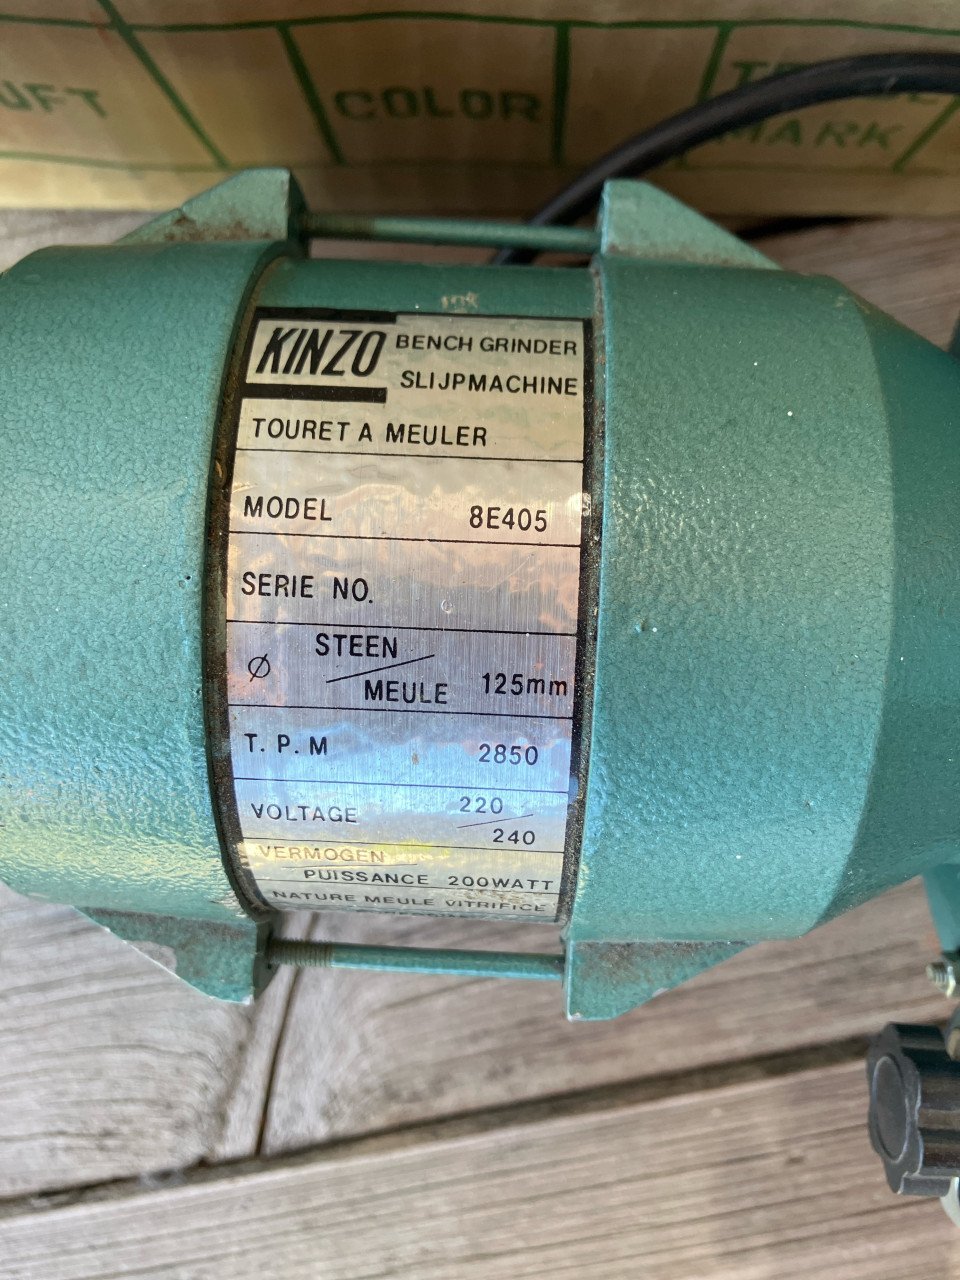 COLOR
MARK
KINZO BENCH GRINDER
SLIJPMACHINE
TOURET A MEULER
MODEL 8E405
SERIE NO.
Ø STEEN / MEULE 125mm
T. P. M 2850
VOLTAGE 220 / 240
VERMOGEN
PUISSANCE 200WATT
NATURE MEULE VITRIFICE